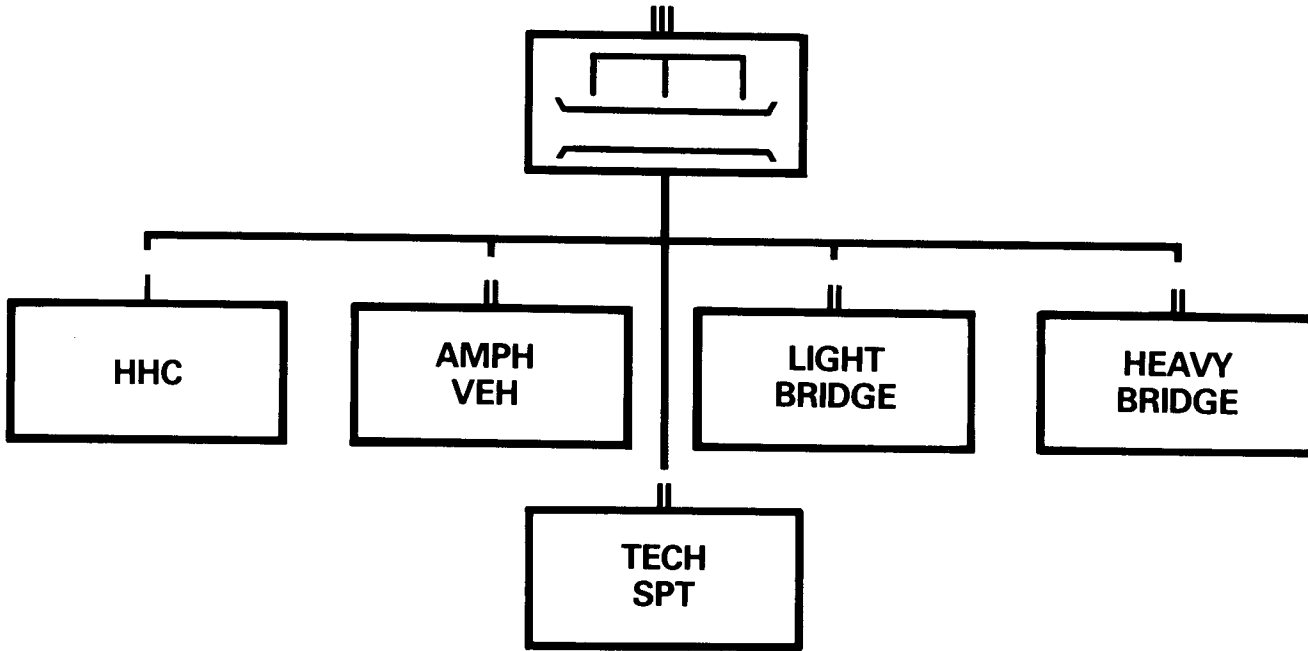 HHC
AMPH
VEH
LIGHT
BRIDGE
HEAVY
BRIDGE
TECH
SPT